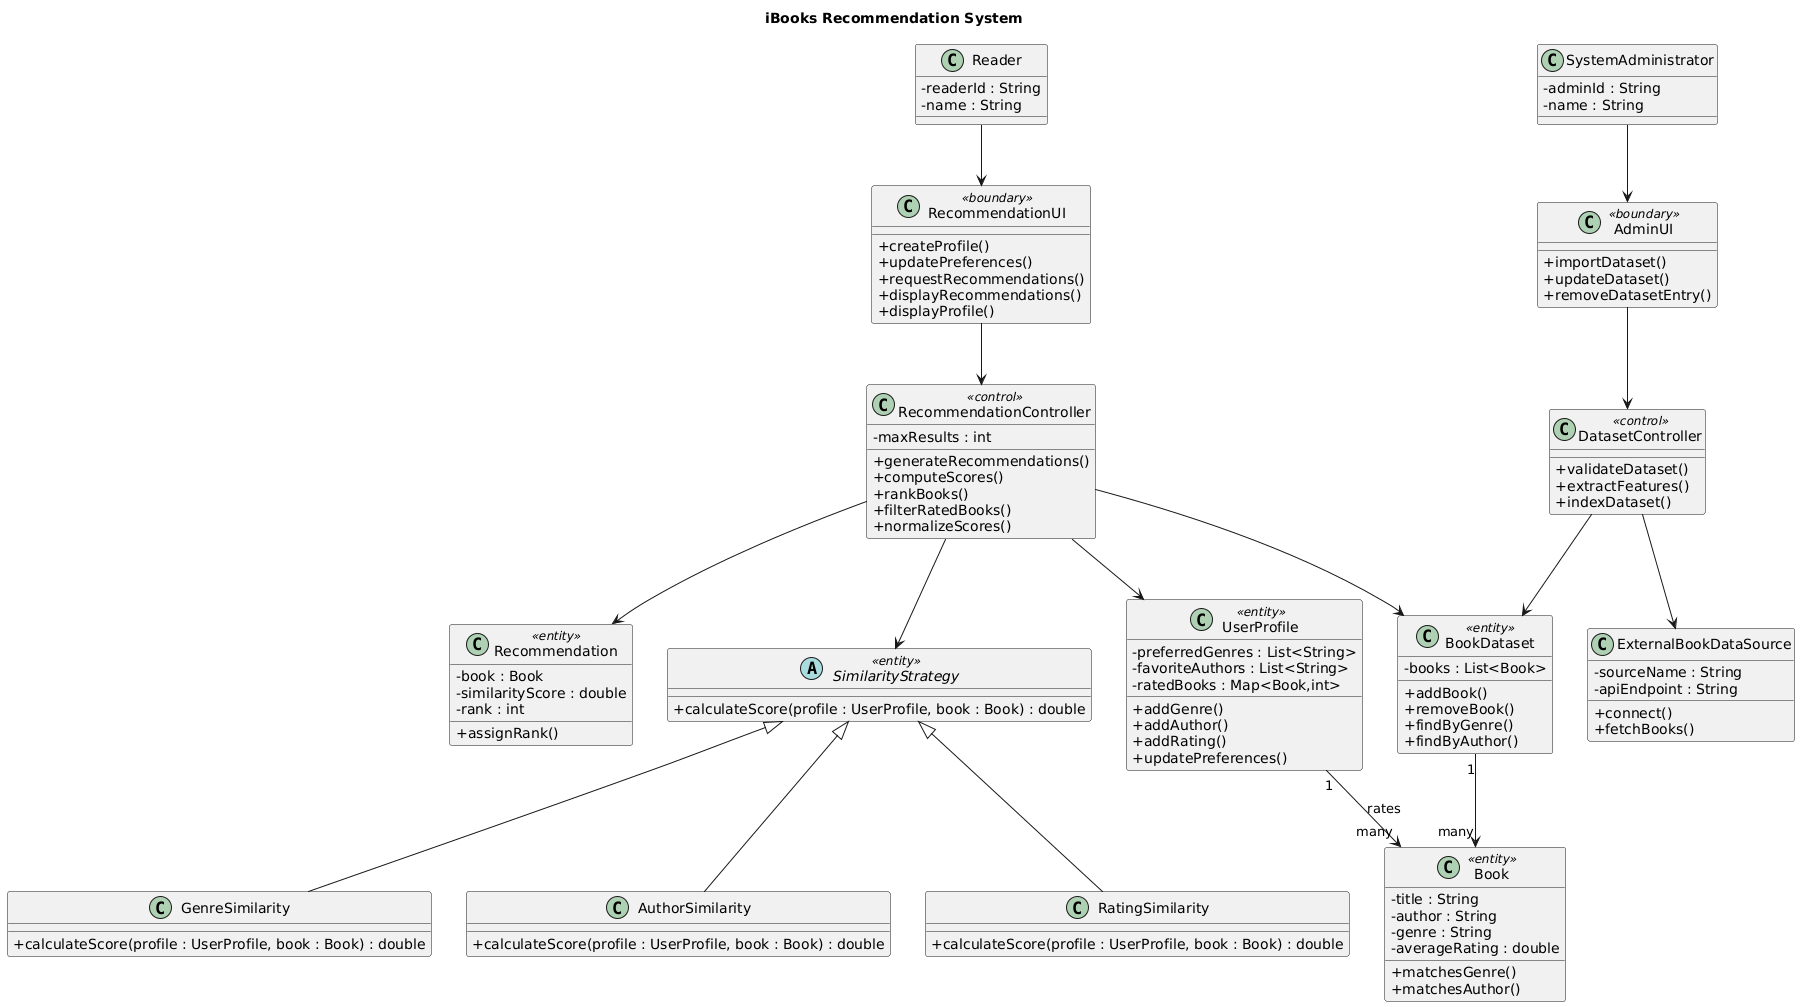 iBooks Recommendation System
C Reader
-readerId : String
-name : String
C SystemAdministrator
-adminId : String
-name : String
«boundary»
C RecommendationUI
+createProfile()
+updatePreferences()
+requestRecommendations()
+displayRecommendations()
+displayProfile()
«boundary»
C AdminUI
+importDataset()
+updateDataset()
+removeDatasetEntry()
«control»
C RecommendationController
-maxResults : int
+generateRecommendations()
+computeScores()
+rankBooks()
+filterRatedBooks()
+normalizeScores()
«control»
C DatasetController
+validateDataset()
+extractFeatures()
+indexDataset()
«entity»
C Recommendation
-book : Book
-similarityScore : double
-rank : int
+assignRank()
«entity»
A SimilarityStrategy
+calculateScore(profile : UserProfile, book : Book) : double
«entity»
C UserProfile
-preferredGenres : List<String>
-favoriteAuthors : List<String>
-ratedBooks : Map<Book,int>
+addGenre()
+addAuthor()
+addRating()
+updatePreferences()
«entity»
C BookDataset
-books : List<Book>
+addBook()
+removeBook()
+findByGenre()
+findByAuthor()
C ExternalBookDataSource
-sourceName : String
-apiEndpoint : String
+connect()
+fetchBooks()
1
rates
many
1
many
C GenreSimilarity
+calculateScore(profile : UserProfile, book : Book) : double
C AuthorSimilarity
+calculateScore(profile : UserProfile, book : Book) : double
C RatingSimilarity
+calculateScore(profile : UserProfile, book : Book) : double
«entity»
C Book
-title : String
-author : String
-genre : String
-averageRating : double
+matchesGenre()
+matchesAuthor()